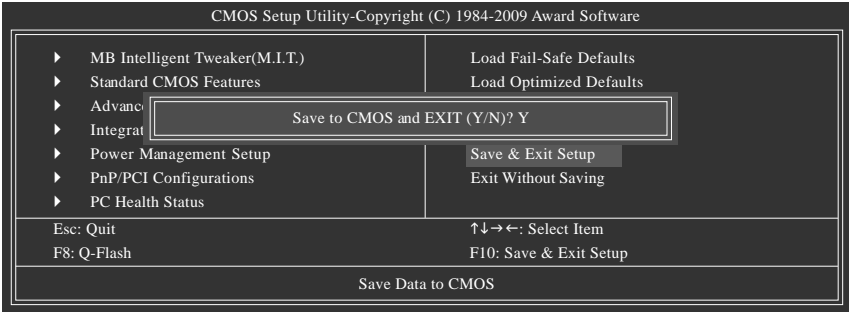 CMOS Setup Utility-Copyright (C) 1984-2009 Award Software
MB Intelligent Tweaker(M.I.T.)
Standard CMOS Features
Advance
Integrat
Power Management Setup
PnP/PCI Configurations
PC Health Status
Load Fail-Safe Defaults
Load Optimized Defaults
Save & Exit Setup
Exit Without Saving
Save to CMOS and EXIT (Y/N)? Y
Esc: Quit
↑↓→←: Select Item
F8: Q-Flash
F10: Save & Exit Setup
Save Data to CMOS